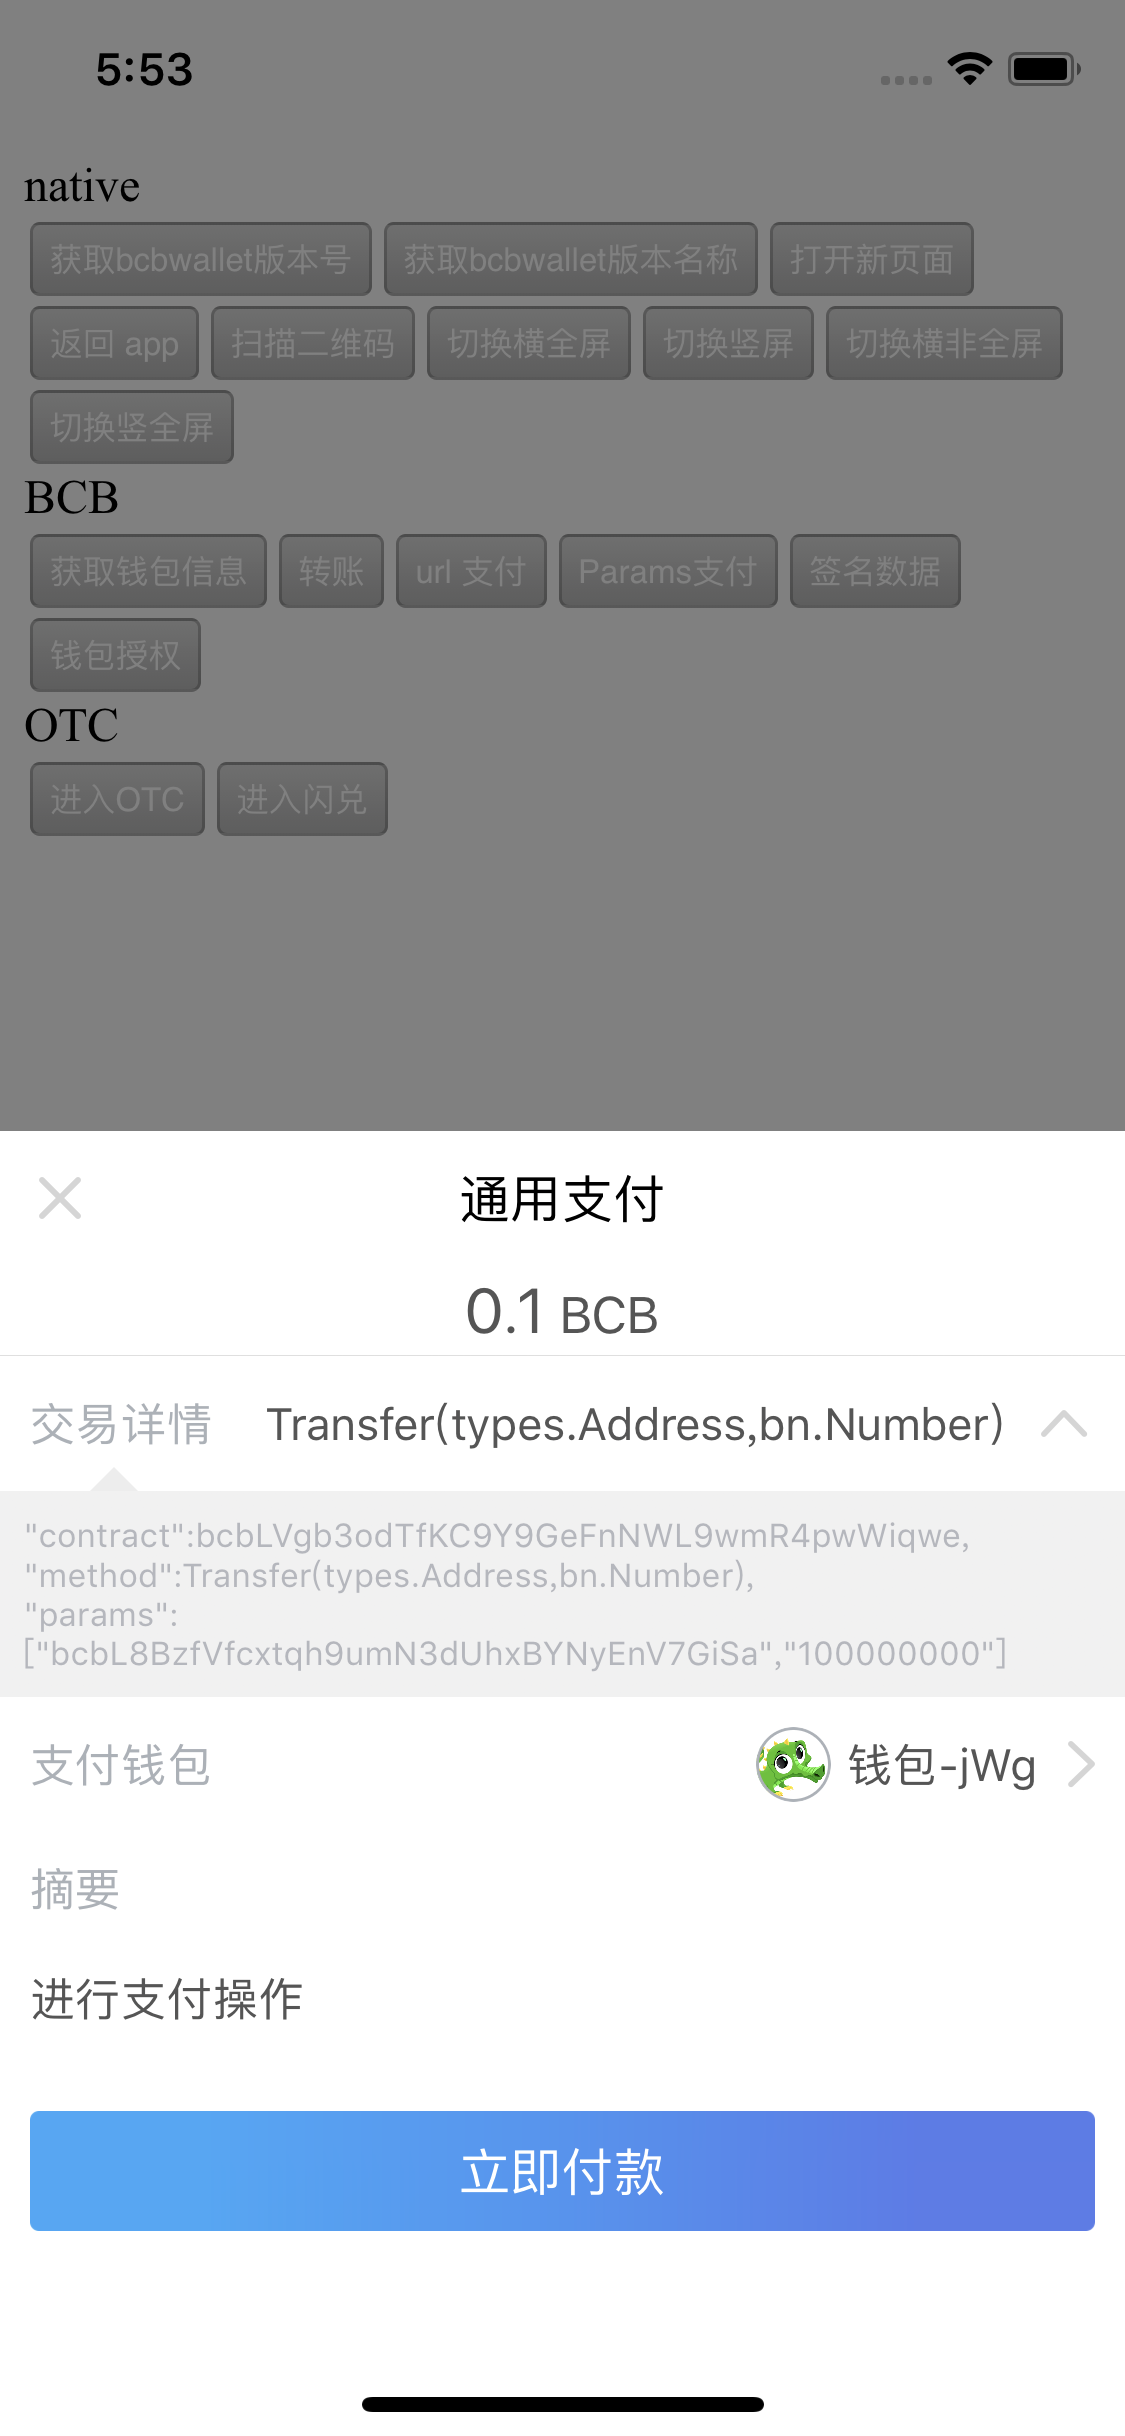 5:53
native
获取bcbwallet版本号 获取bcbwallet版本名称 打开新页面
返回 app 扫描二维码 切换横全屏 切换竖屏 切换横非全屏
切换竖全屏
BCB
获取钱包信息 转账 url 支付 Params支付 签名数据
钱包授权
OTC
进入OTC 进入闪兑
通用支付
0.1 BCB
交易详情 Transfer(types.Address,bn.Number)
"contract":bcbLVgb3odTfKC9Y9GeFnNWL9wmR4pwWiqwe,
"method":Transfer(types.Address,bn.Number),
"params":
["bcbL8BzfVfcxtqh9umN3dUhxBYNyEnV7GiSa","100000000"]
支付钱包 钱包-jWg
摘要
进行支付操作
立即付款